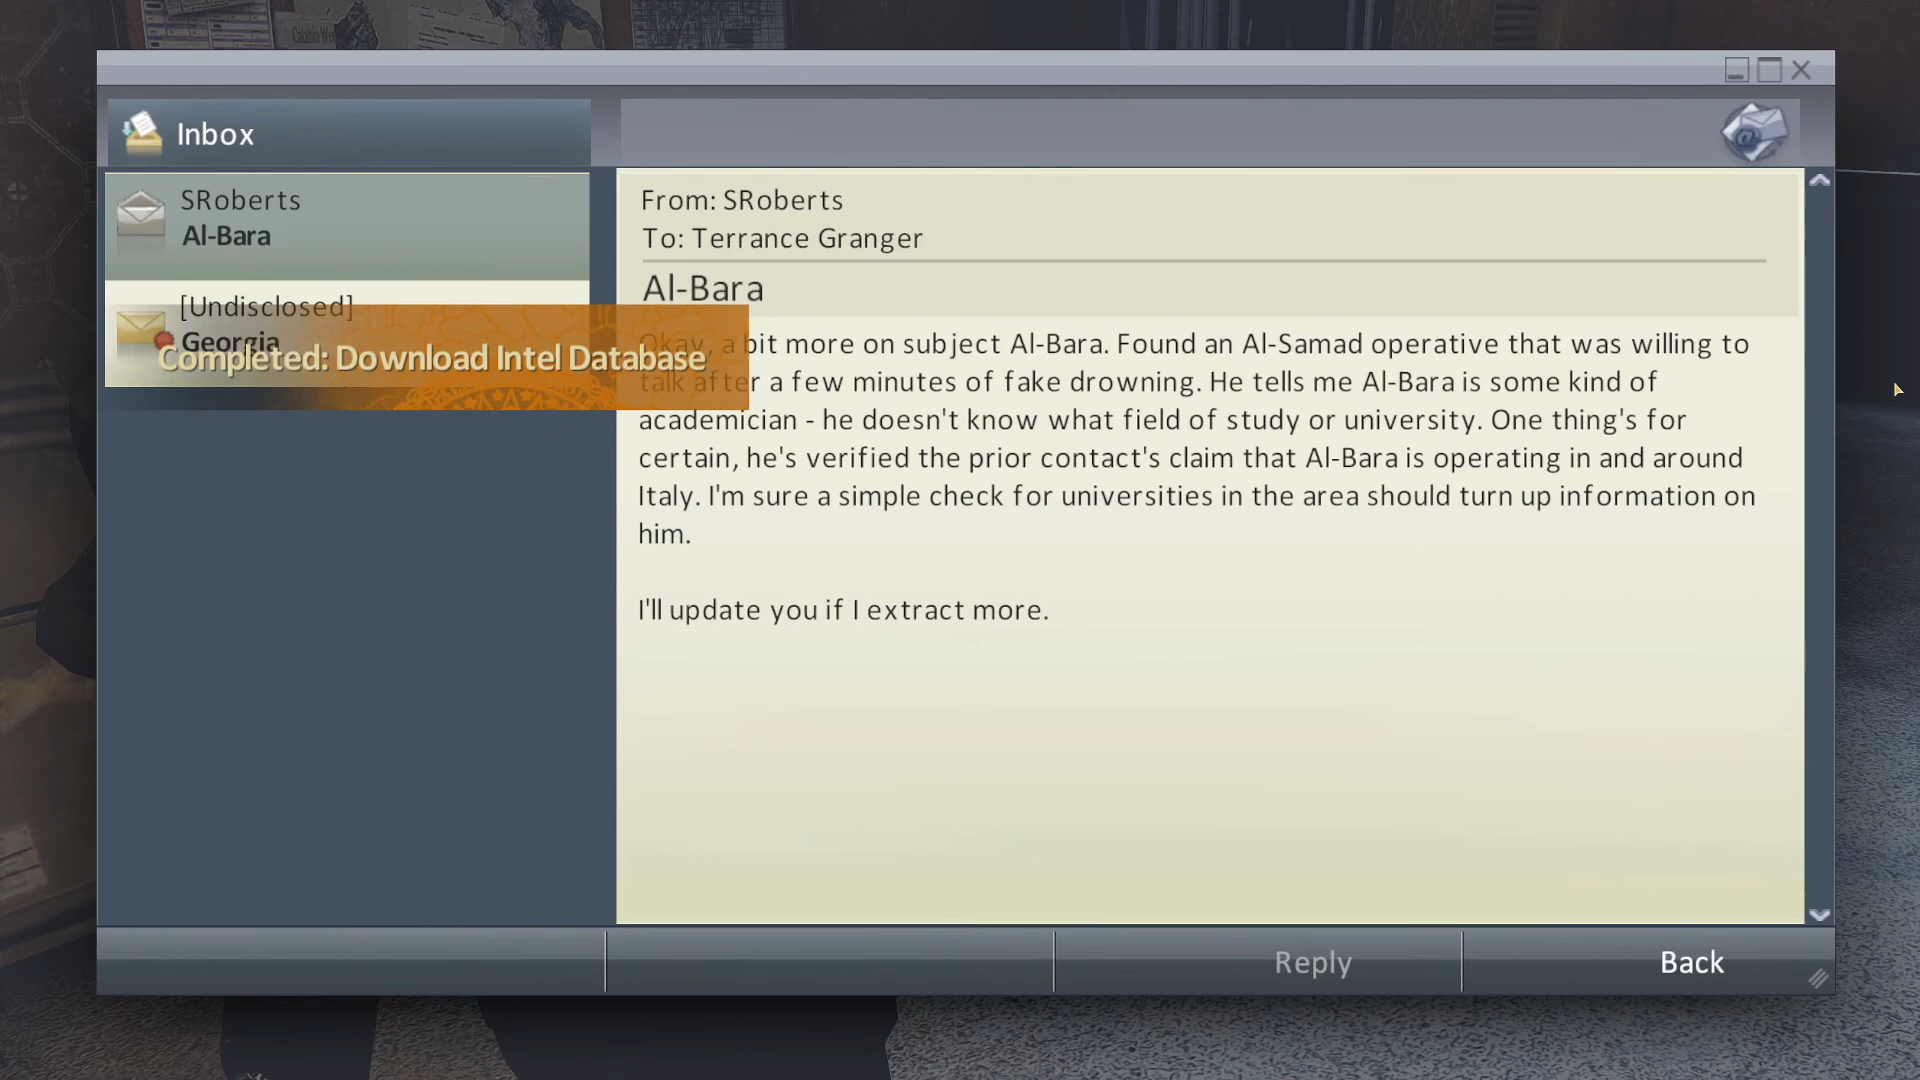 Inbox
SRoberts
Al-Bara
[Undisclosed]
Georgia
Completed: Download Intel Database
From: SRoberts
To: Terrance Granger
Al-Bara
Okay, a bit more on subject Al-Bara. Found an Al-Samad operative that was willing to
talk after a few minutes of fake drowning. He tells me Al-Bara is some kind of
academician - he doesn't know what field of study or university. One thing's for
certain, he's verified the prior contact's claim that Al-Bara is operating in and around
Italy. I'm sure a simple check for universities in the area should turn up information on
him.
I'll update you if I extract more.
Reply
Back